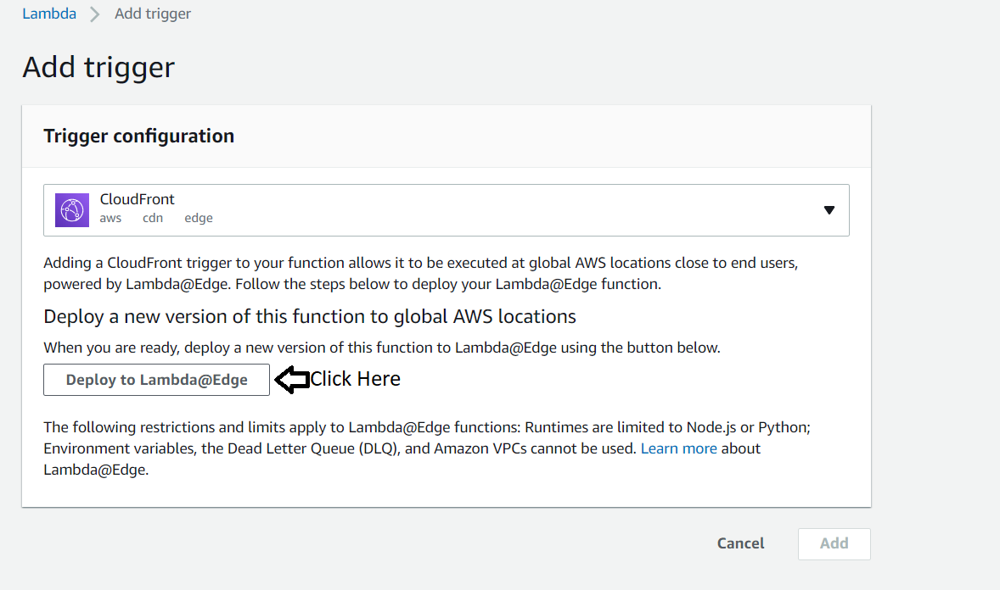 Lambda Add trigger
Add trigger
Trigger configuration
CloudFront
aws cdn edge
Adding a CloudFront trigger to your function allows it to be executed at global AWS locations close to end users,
powered by Lambda@Edge. Follow the steps below to deploy your Lambda@Edge function.
Deploy a new version of this function to global AWS locations
When you are ready, deploy a new version of this function to Lambda@Edge using the button below.
Deploy to Lambda@Edge Click Here
The following restrictions and limits apply to Lambda@Edge functions: Runtimes are limited to Node.js or Python;
Environment variables, the Dead Letter Queue (DLQ), and Amazon VPCs cannot be used. Learn more about
Lambda@Edge.
Cancel Add